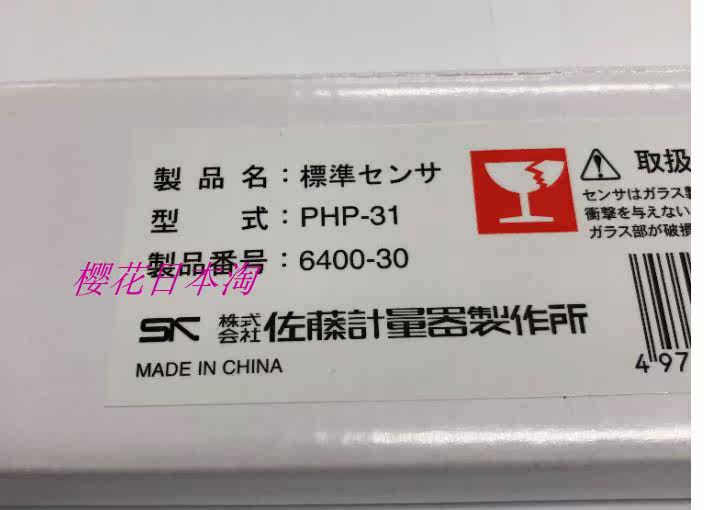 製品名：標準センサ
型式：PHP-31
製品番号：6400-30
櫻花日本淘
SK 株式会社 佐藤計量器製作所
MADE IN CHINA
取扱
センサはガラス製
衝撃を与えない
ガラス部が破損
4 97